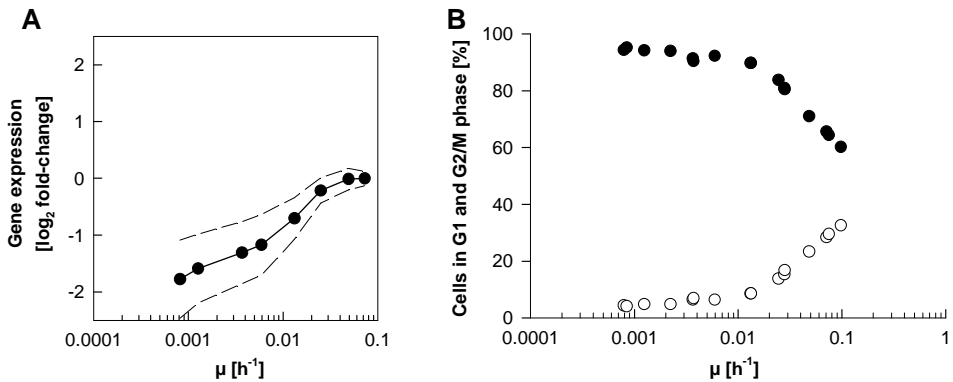 A
B
Gene expression
[log2 fold-change]
2
1
0
-1
-2
0.0001
0.001
0.01
0.1
µ [h-1]
Cells in G1 and G2/M phase [%]
100
80
60
40
20
0
0.0001
0.001
0.01
0.1
1
µ [h-1]